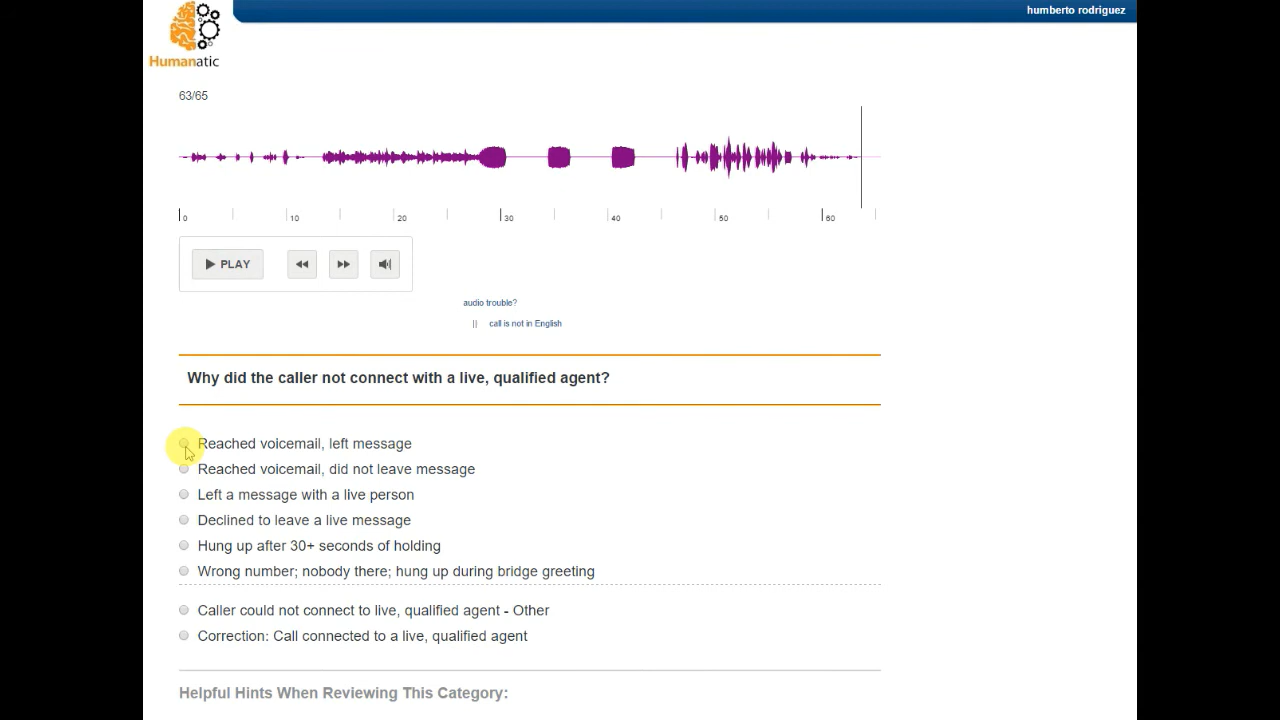 humberto rodriguez
Humanatic
63/65
0 10 20 30 40 50 60
PLAY
audio trouble?
|| call is not in English
Why did the caller not connect with a live, qualified agent?
Reached voicemail, left message
Reached voicemail, did not leave message
Left a message with a live person
Declined to leave a live message
Hung up after 30+ seconds of holding
Wrong number; nobody there; hung up during bridge greeting
Caller could not connect to live, qualified agent - Other
Correction: Call connected to a live, qualified agent
Helpful Hints When Reviewing This Category: